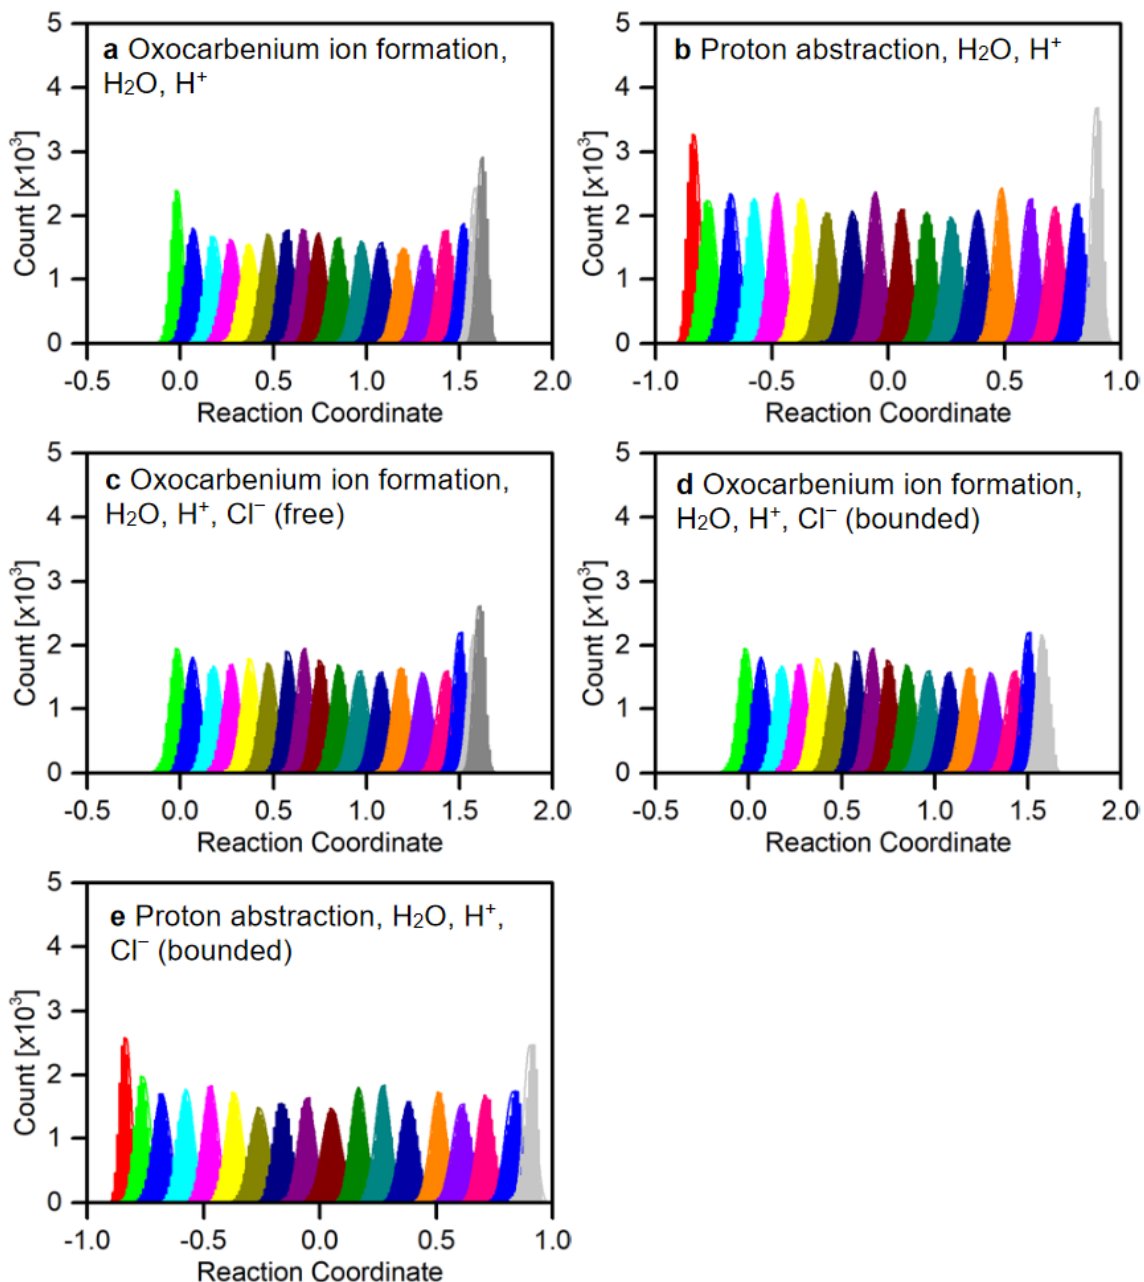 a Oxocarbenium ion formation,
H₂O, H⁺
Count [x10³]
5
4
3
2
1
0
-0.5 0.0 0.5 1.0 1.5 2.0
Reaction Coordinate
b Proton abstraction, H₂O, H⁺
Count [x10³]
5
4
3
2
1
0
-1.0 -0.5 0.0 0.5 1.0
Reaction Coordinate
c Oxocarbenium ion formation,
H₂O, H⁺, Cl⁻ (free)
Count [x10³]
5
4
3
2
1
0
-0.5 0.0 0.5 1.0 1.5 2.0
Reaction Coordinate
d Oxocarbenium ion formation,
H₂O, H⁺, Cl⁻ (bounded)
Count [x10³]
5
4
3
2
1
0
-0.5 0.0 0.5 1.0 1.5 2.0
Reaction Coordinate
e Proton abstraction, H₂O, H⁺,
Cl⁻ (bounded)
Count [x10³]
5
4
3
2
1
0
-1.0 -0.5 0.0 0.5 1.0
Reaction Coordinate